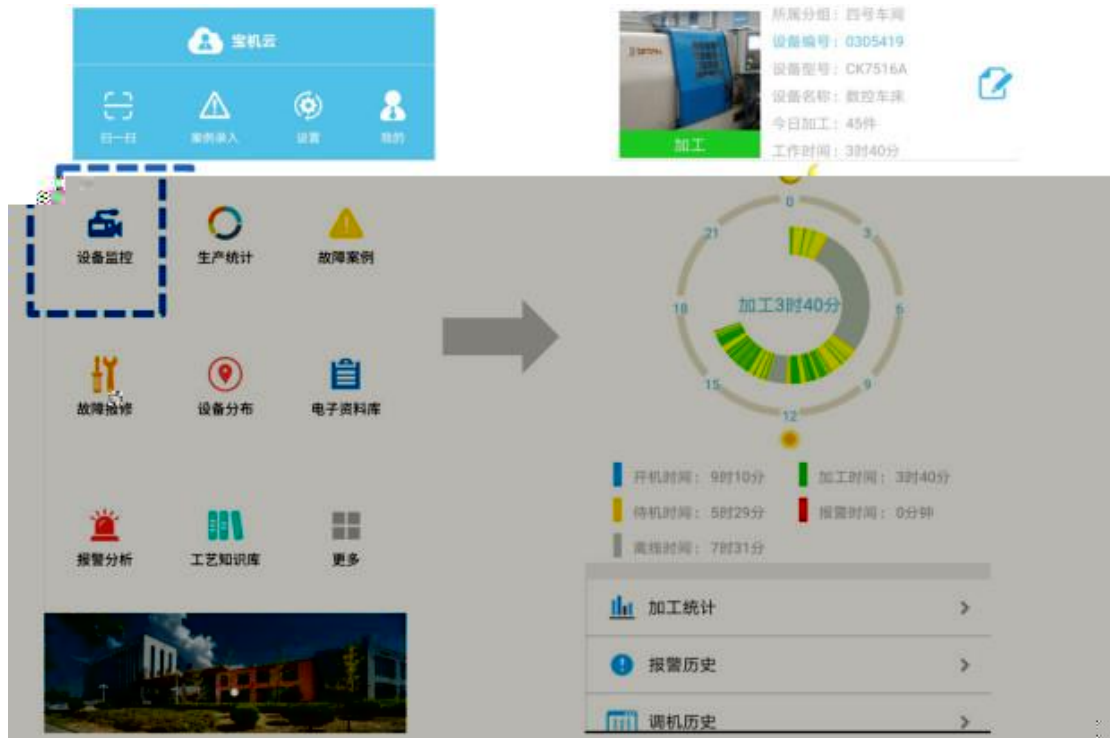 宝机云
扫一扫 案例录入 设置 我的
设备监控 生产统计 故障案例
故障报修 设备分布 电子资料库
报警分析 工艺知识库 更多
所属分组：四号车间
设备编号：0305419
设备型号：CK7516A
设备名称：数控车床
今日加工：45件
工作时间：3时40分
加工
0
21 3
18 加工3时40分 6
15 9
12
开机时间：9时10分 加工时间：3时40分
待机时间：5时29分 报警时间：0分钟
离线时间：7时31分
加工统计
报警历史
调机历史